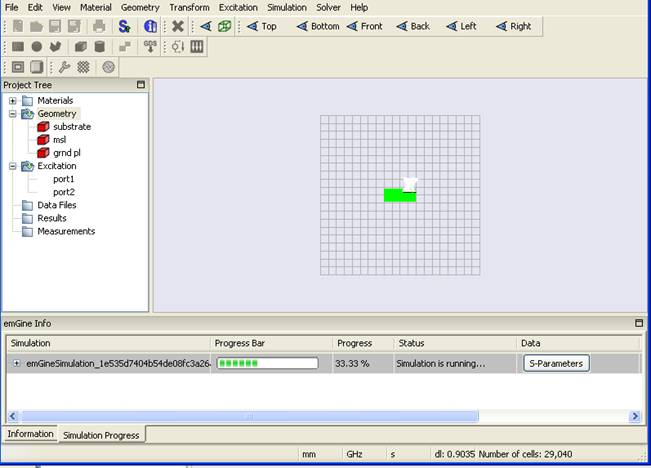 File Edit View Material Geometry Transform Excitation Simulation Solver Help
Top Bottom Front Back Left Right
GDS
Project Tree
Materials
Geometry
substrate
msl
grnd pl
Excitation
port1
port2
Data Files
Results
Measurements
emGine Info
Simulation Progress Bar Progress Status Data
emGineSimulation_1e535d7404b54de08fc3a26. 33.33 % Simulation is running... S-Parameters
Information Simulation Progress
mm GHz s dl: 0.9035 Number of cells: 29,040